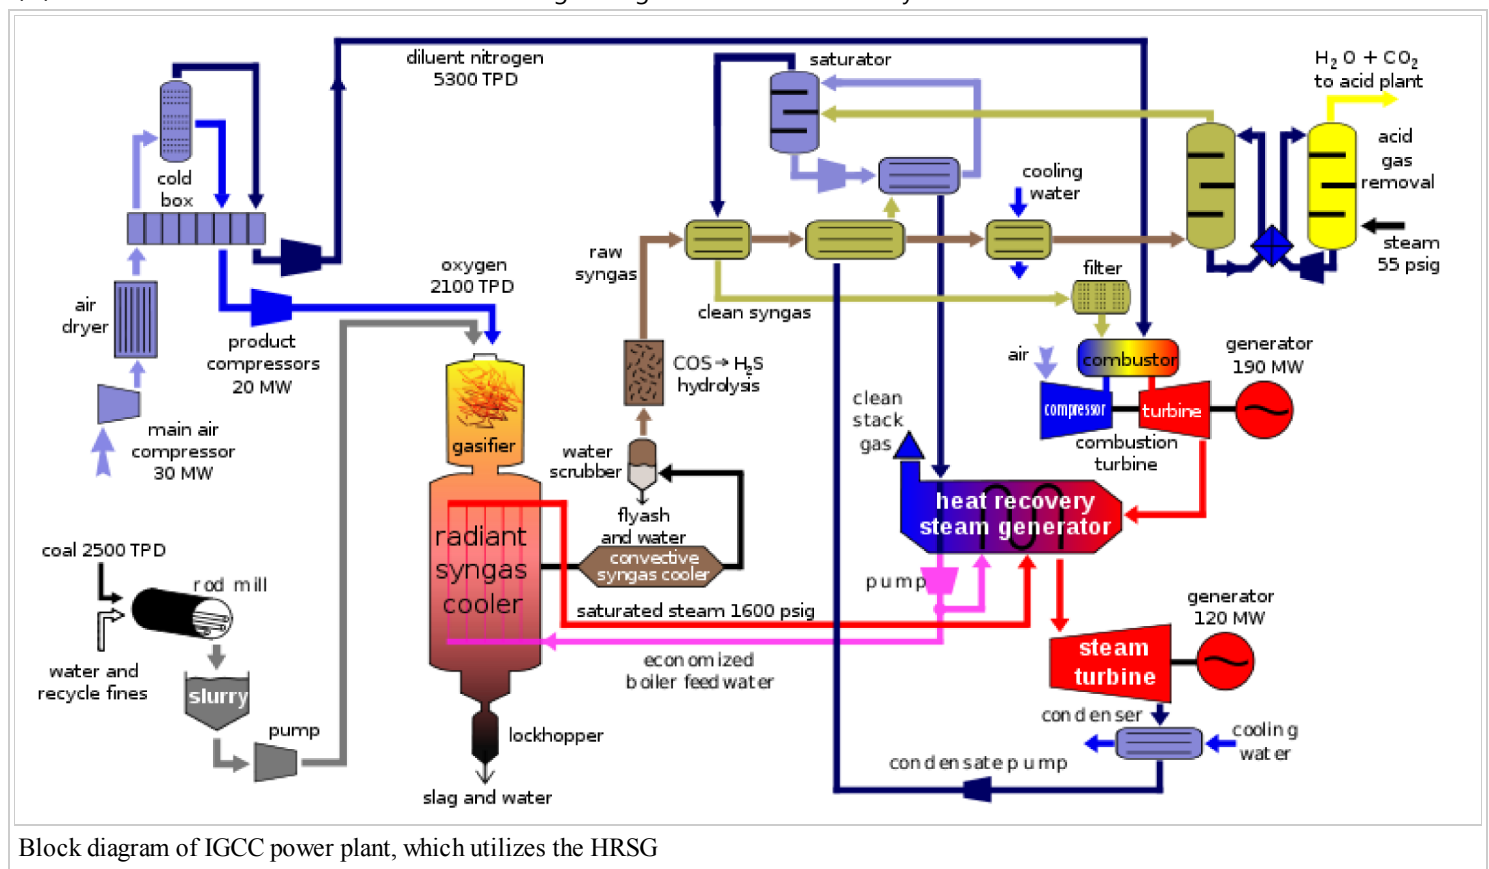 diluent nitrogen
5300 TPD
saturator
H2 O + CO2
to acid plant
acid
gas
removal
cold
box
cooling
water
steam
55 psig
raw
syngas
oxygen
2100 TPD
filter
clean syngas
air
dryer
product
compressors
20 MW
COS→H2S
hydrolysis
air
combustor
generator
190 MW
compressor
turbine
combustion
turbine
clean
stack
gas
main air
compressor
30 MW
gasifier
water
scrubber
flyash
and water
heat recovery
steam generator
radiant
syngas
cooler
convective
syngas cooler
coal 2500 TPD
rod mill
pump
saturated steam 1600 psig
generator
120 MW
water and
recycle fines
slurry
economized
boiler feed water
steam
turbine
pump
lockhopper
condenser
cooling
water
condensate pump
slag and water
Block diagram of IGCC power plant, which utilizes the HRSG